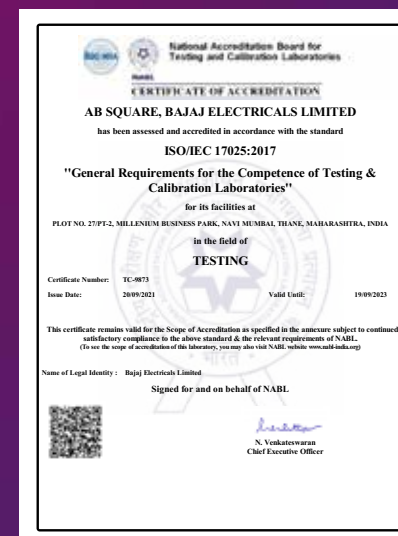 National Accreditation Board for
Testing and Calibration Laboratories
NABL
CERTIFICATE OF ACCREDITATION
AB SQUARE, BAJAJ ELECTRICALS LIMITED
has been assessed and accredited in accordance with the standard
ISO/IEC 17025:2017
"General Requirements for the Competence of Testing &
Calibration Laboratories"
for its facilities at
PLOT NO. 27/PT-2, MILLENIUM BUSINESS PARK, NAVI MUMBAI, THANE, MAHARASHTRA, INDIA
in the field of
TESTING
Certificate Number: TC-9873
Issue Date: 20/09/2021 Valid Until: 19/09/2023
This certificate remains valid for the Scope of Accreditation as specified in the annexure subject to continued
satisfactory compliance to the above standard & the relevant requirements of NABL.
(To see the scope of accreditation of this laboratory, you may also visit NABL website www.nabl-india.org)
Name of Legal Identity : Bajaj Electricals Limited
Signed for and on behalf of NABL
N. Venkateswaran
Chief Executive Officer